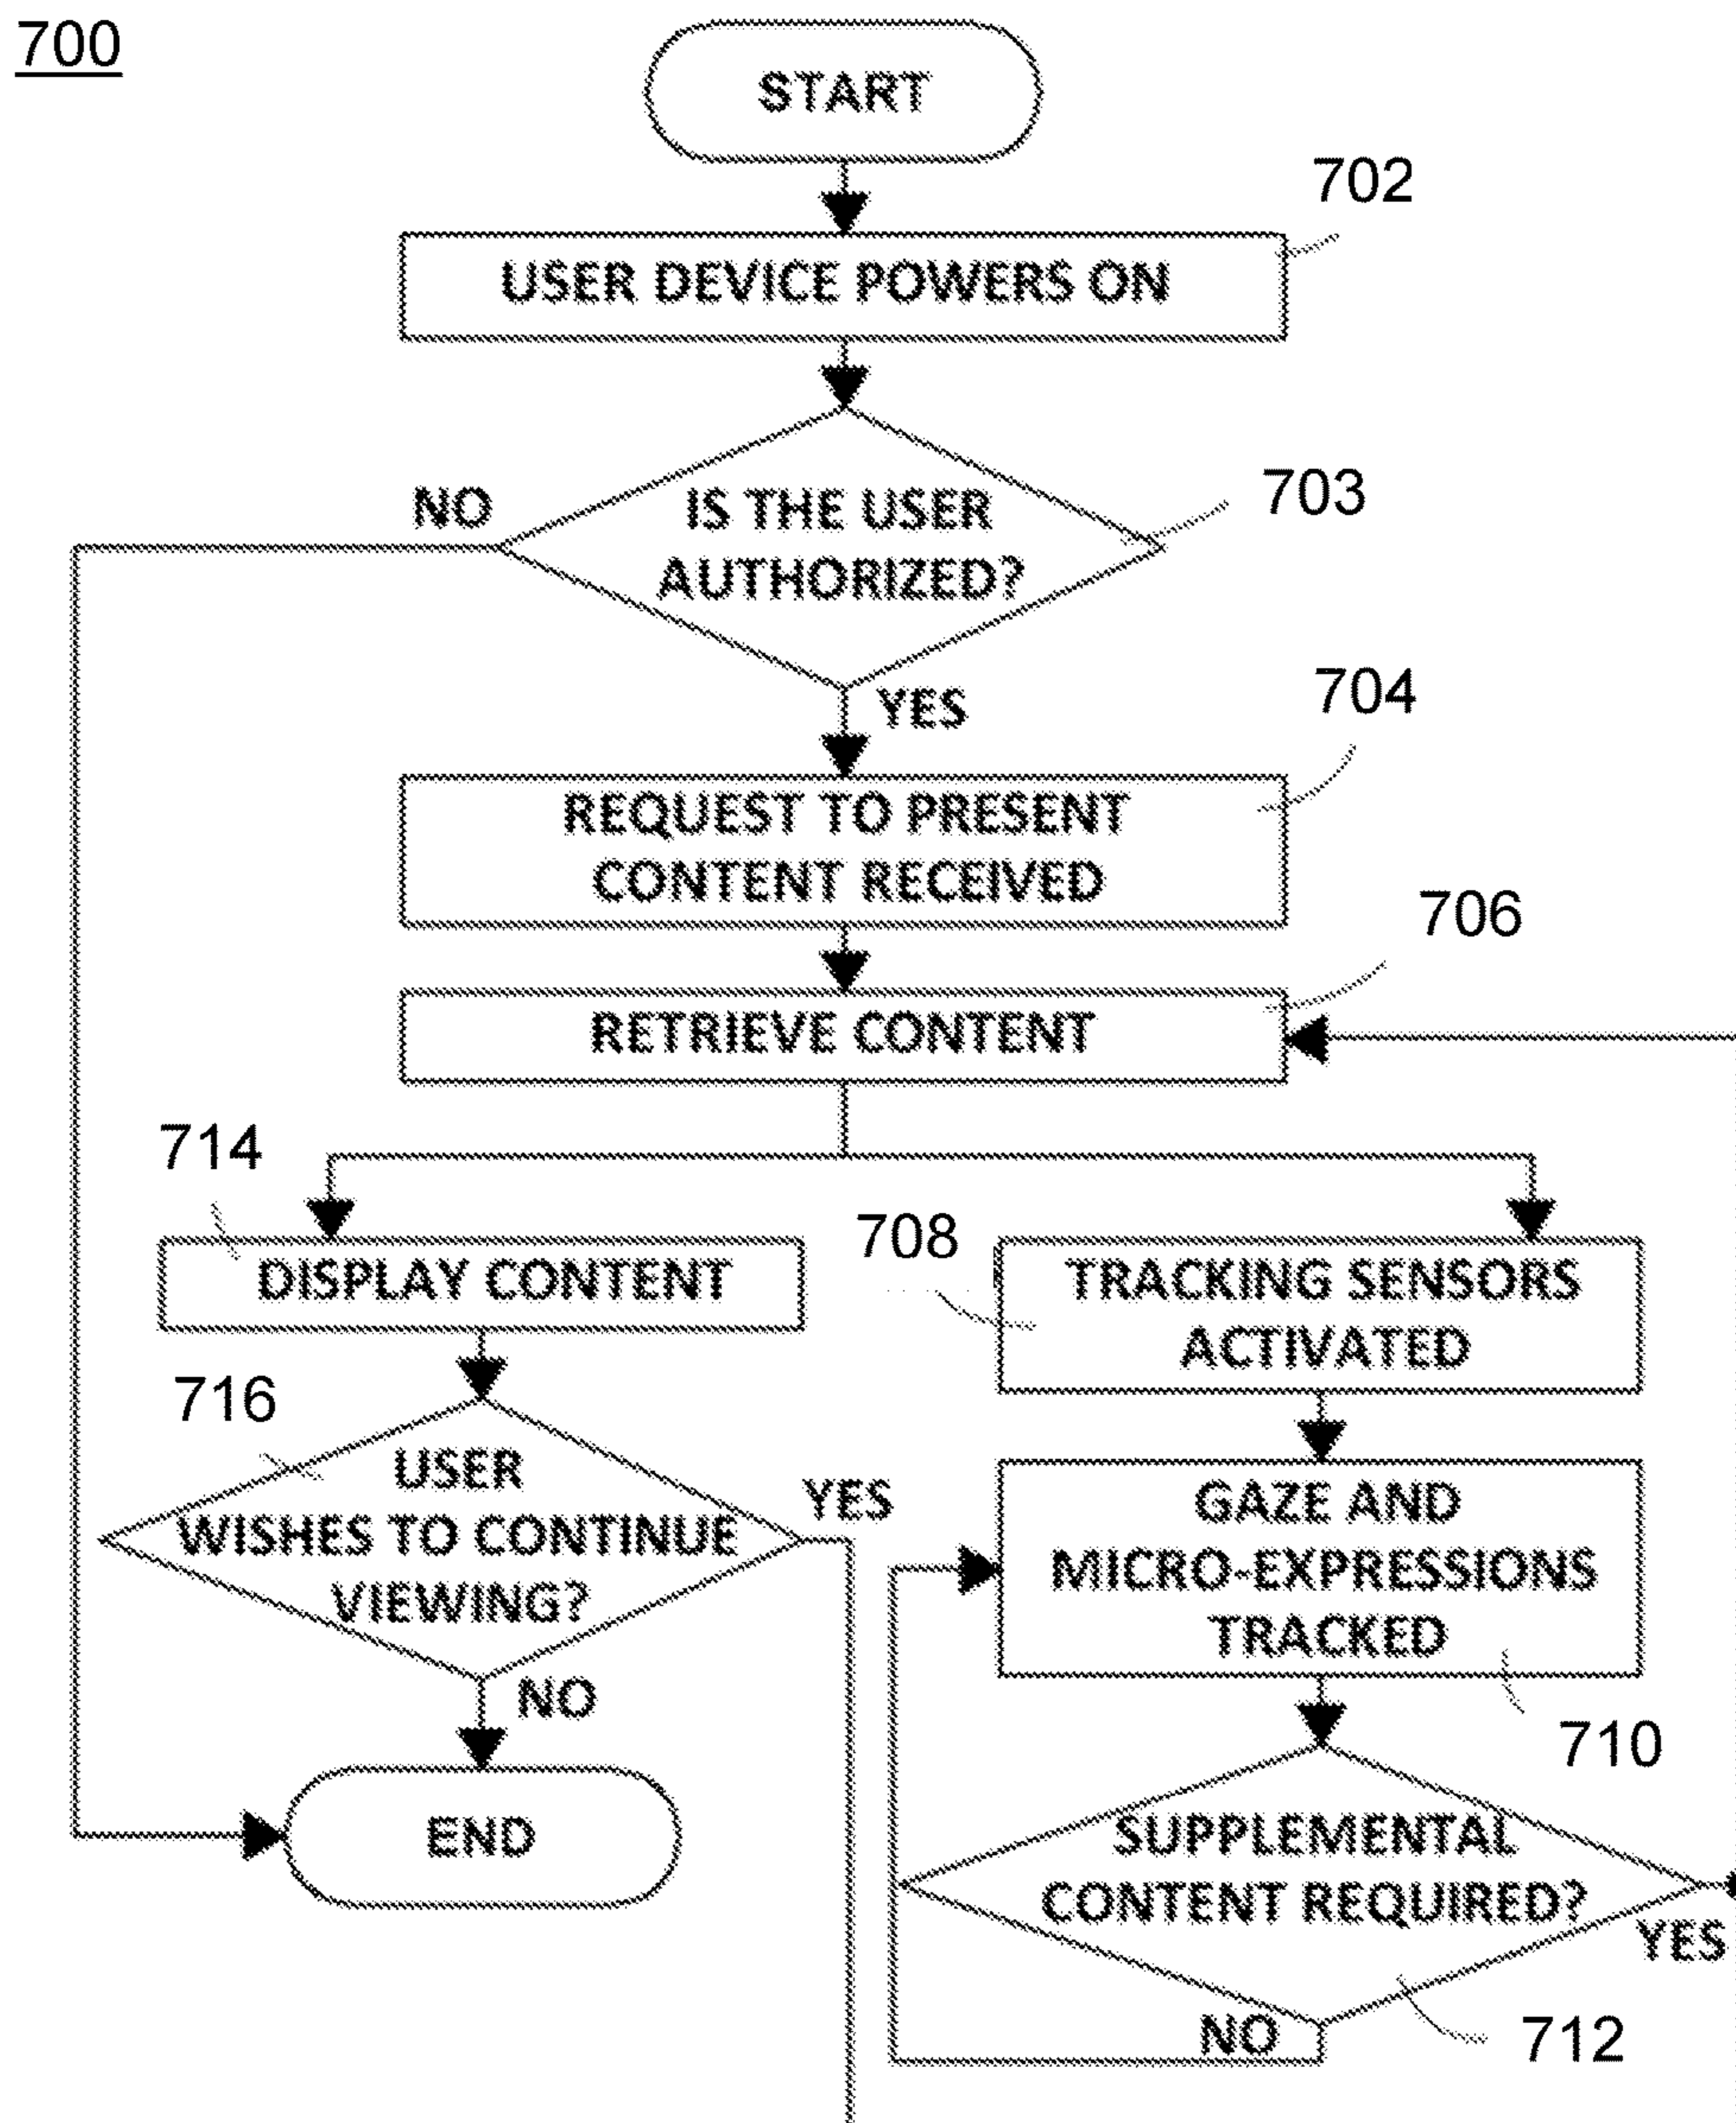 700
START
702
USER DEVICE POWERS ON
703
NO
IS THE USER
AUTHORIZED?
YES
704
REQUEST TO PRESENT
CONTENT RECEIVED
706
RETRIEVE CONTENT
714
DISPLAY CONTENT
708
TRACKING SENSORS
ACTIVATED
716
USER
WISHES TO CONTINUE
VIEWING?
YES
NO
END
GAZE AND
MICRO-EXPRESSIONS
TRACKED
710
SUPPLEMENTAL
CONTENT REQUIRED?
YES
NO
712